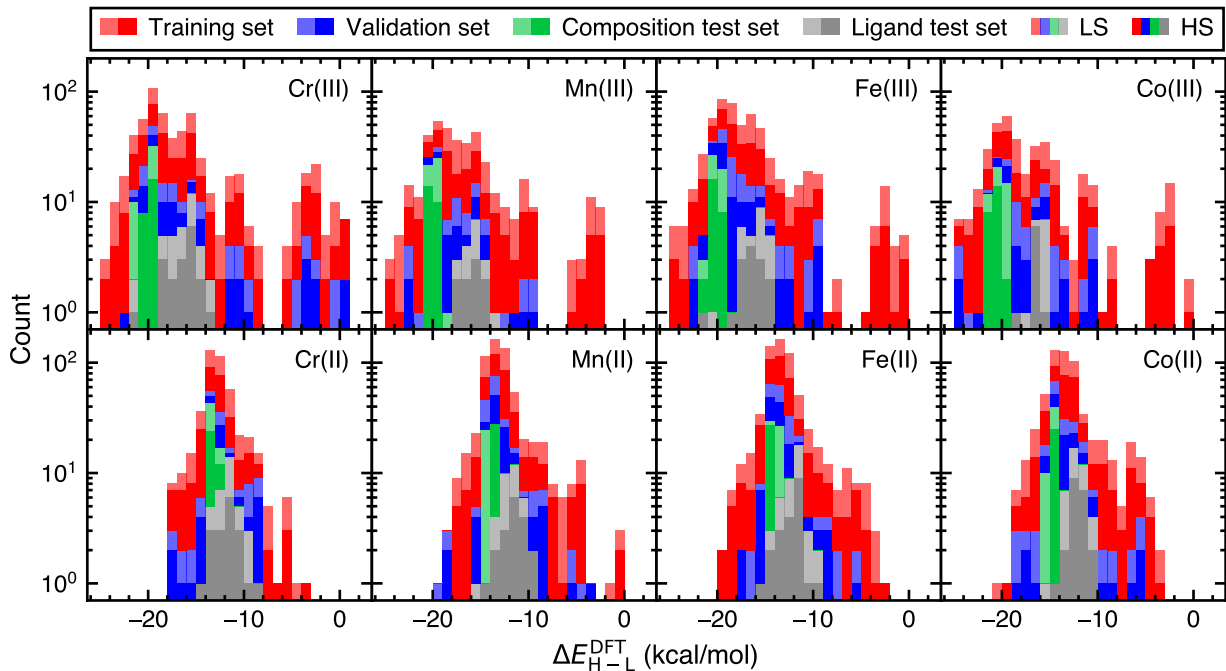 Training set Validation set Composition test set Ligand test set LS HS
Cr(III) Mn(III) Fe(III) Co(III)
10²
10¹
10⁰
Count
Cr(II) Mn(II) Fe(II) Co(II)
10²
10¹
10⁰
−20 −10 0 −20 −10 0 −20 −10 0 −20 −10 0
ΔE_{H−L}^{DFT} (kcal/mol)